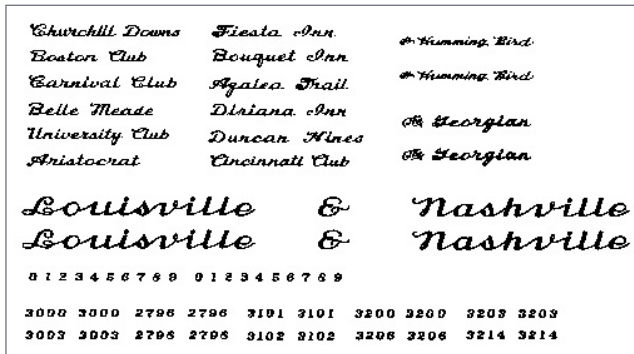 Churchill Downs
Boston Club
Carnival Club
Belle Meade
University Club
Aristocrat
Fiesta Inn
Bouquet Inn
Azalea Trail
Diriana Inn
Duncan Hines
Cincinnati Club
Humming Bird
Humming Bird
The Georgian
The Georgian
Louisville & Nashville
Louisville & Nashville
0 1 2 3 4 5 6 7 8 9 0 1 2 3 4 5 6 7 8 9
3000 3000 2796 2796 3101 3101 3200 3200 3203 3203
3003 3003 2796 2796 3102 3102 3206 3206 3214 3214